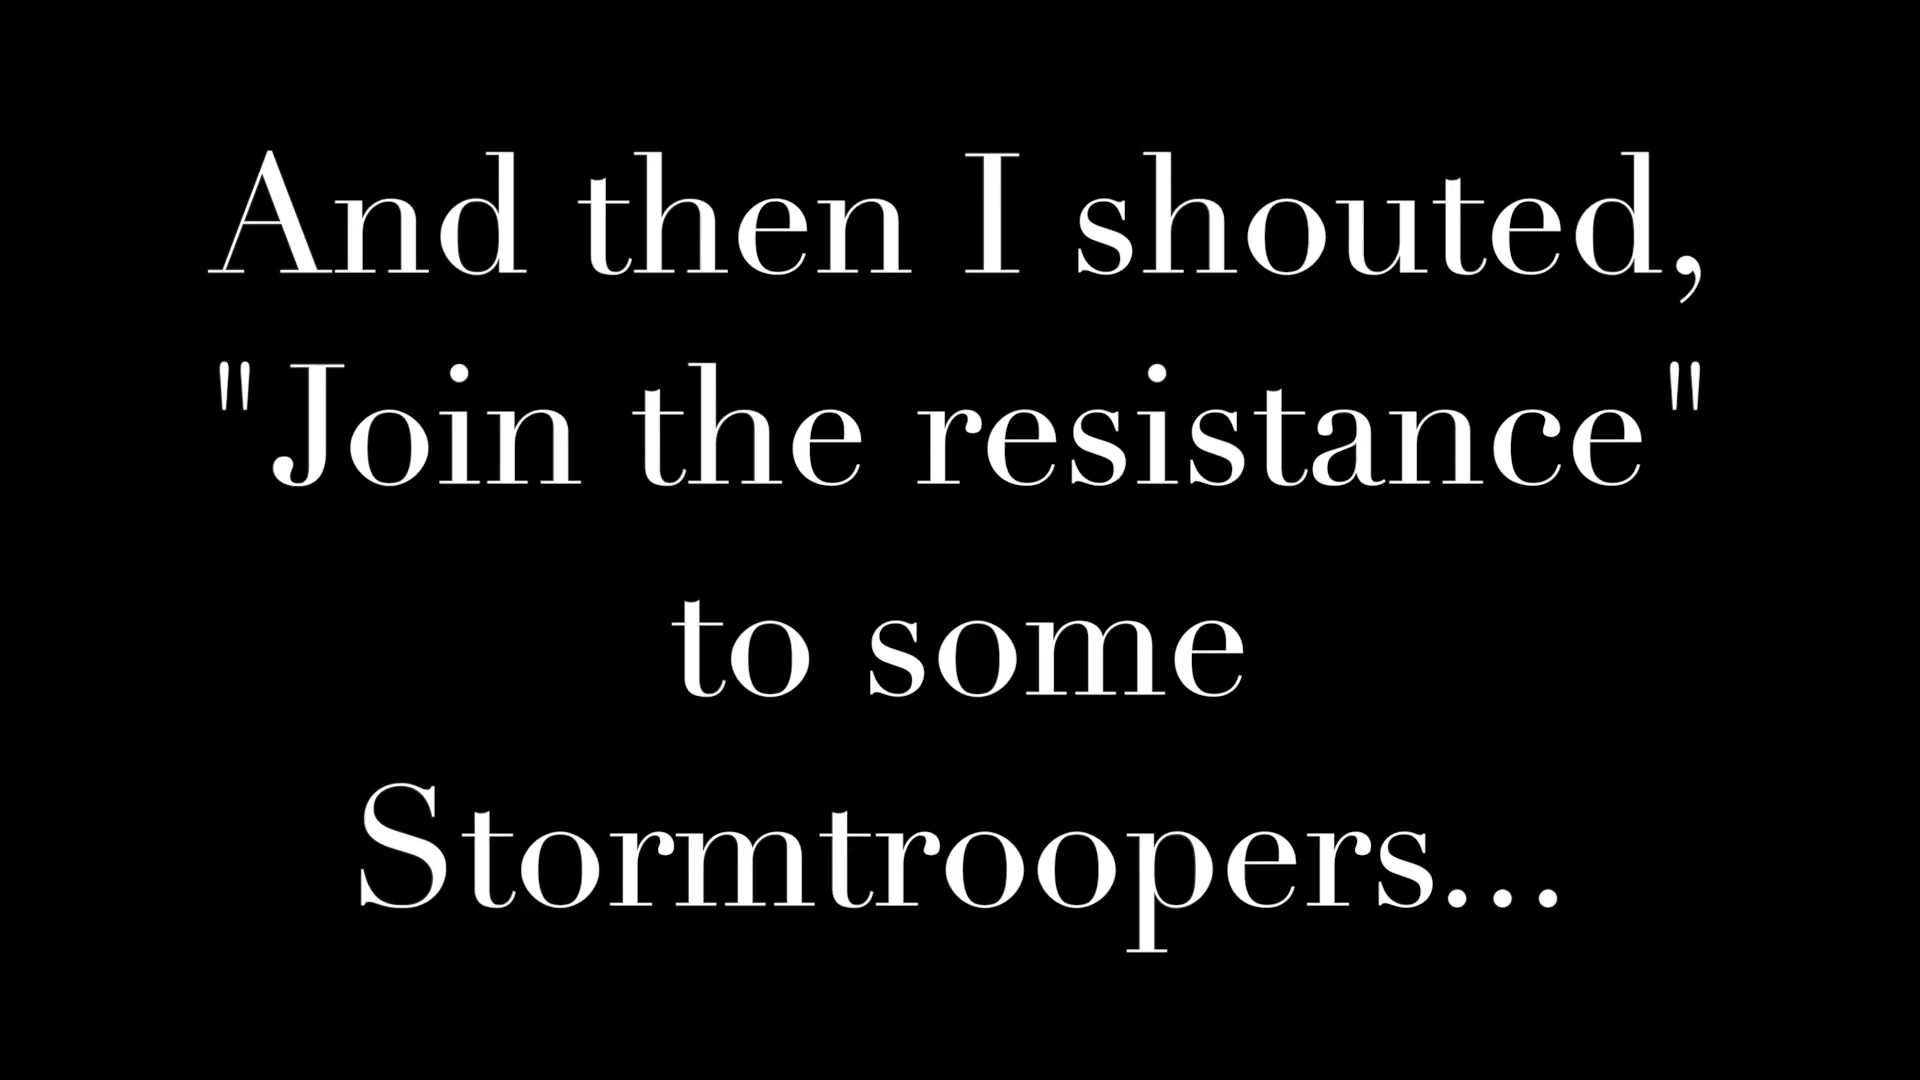 And then I shouted,
"Join the resistance"
to some
Stormtroopers...